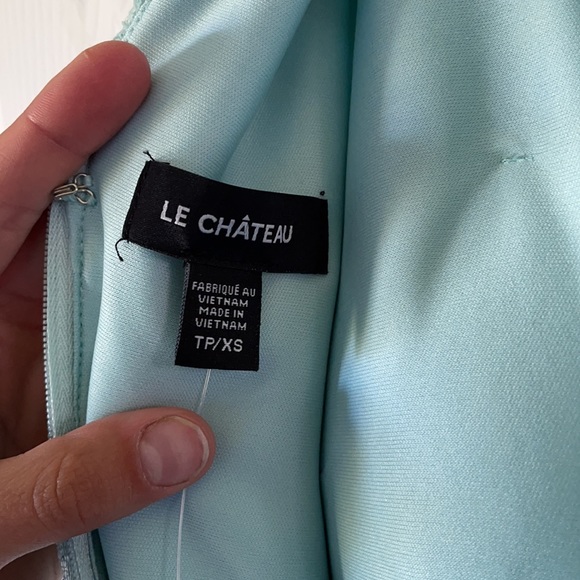 LE CHÂTEAU
FABRIQUÉ AU
VIETNAM
MADE IN
VIETNAM
TP/XS